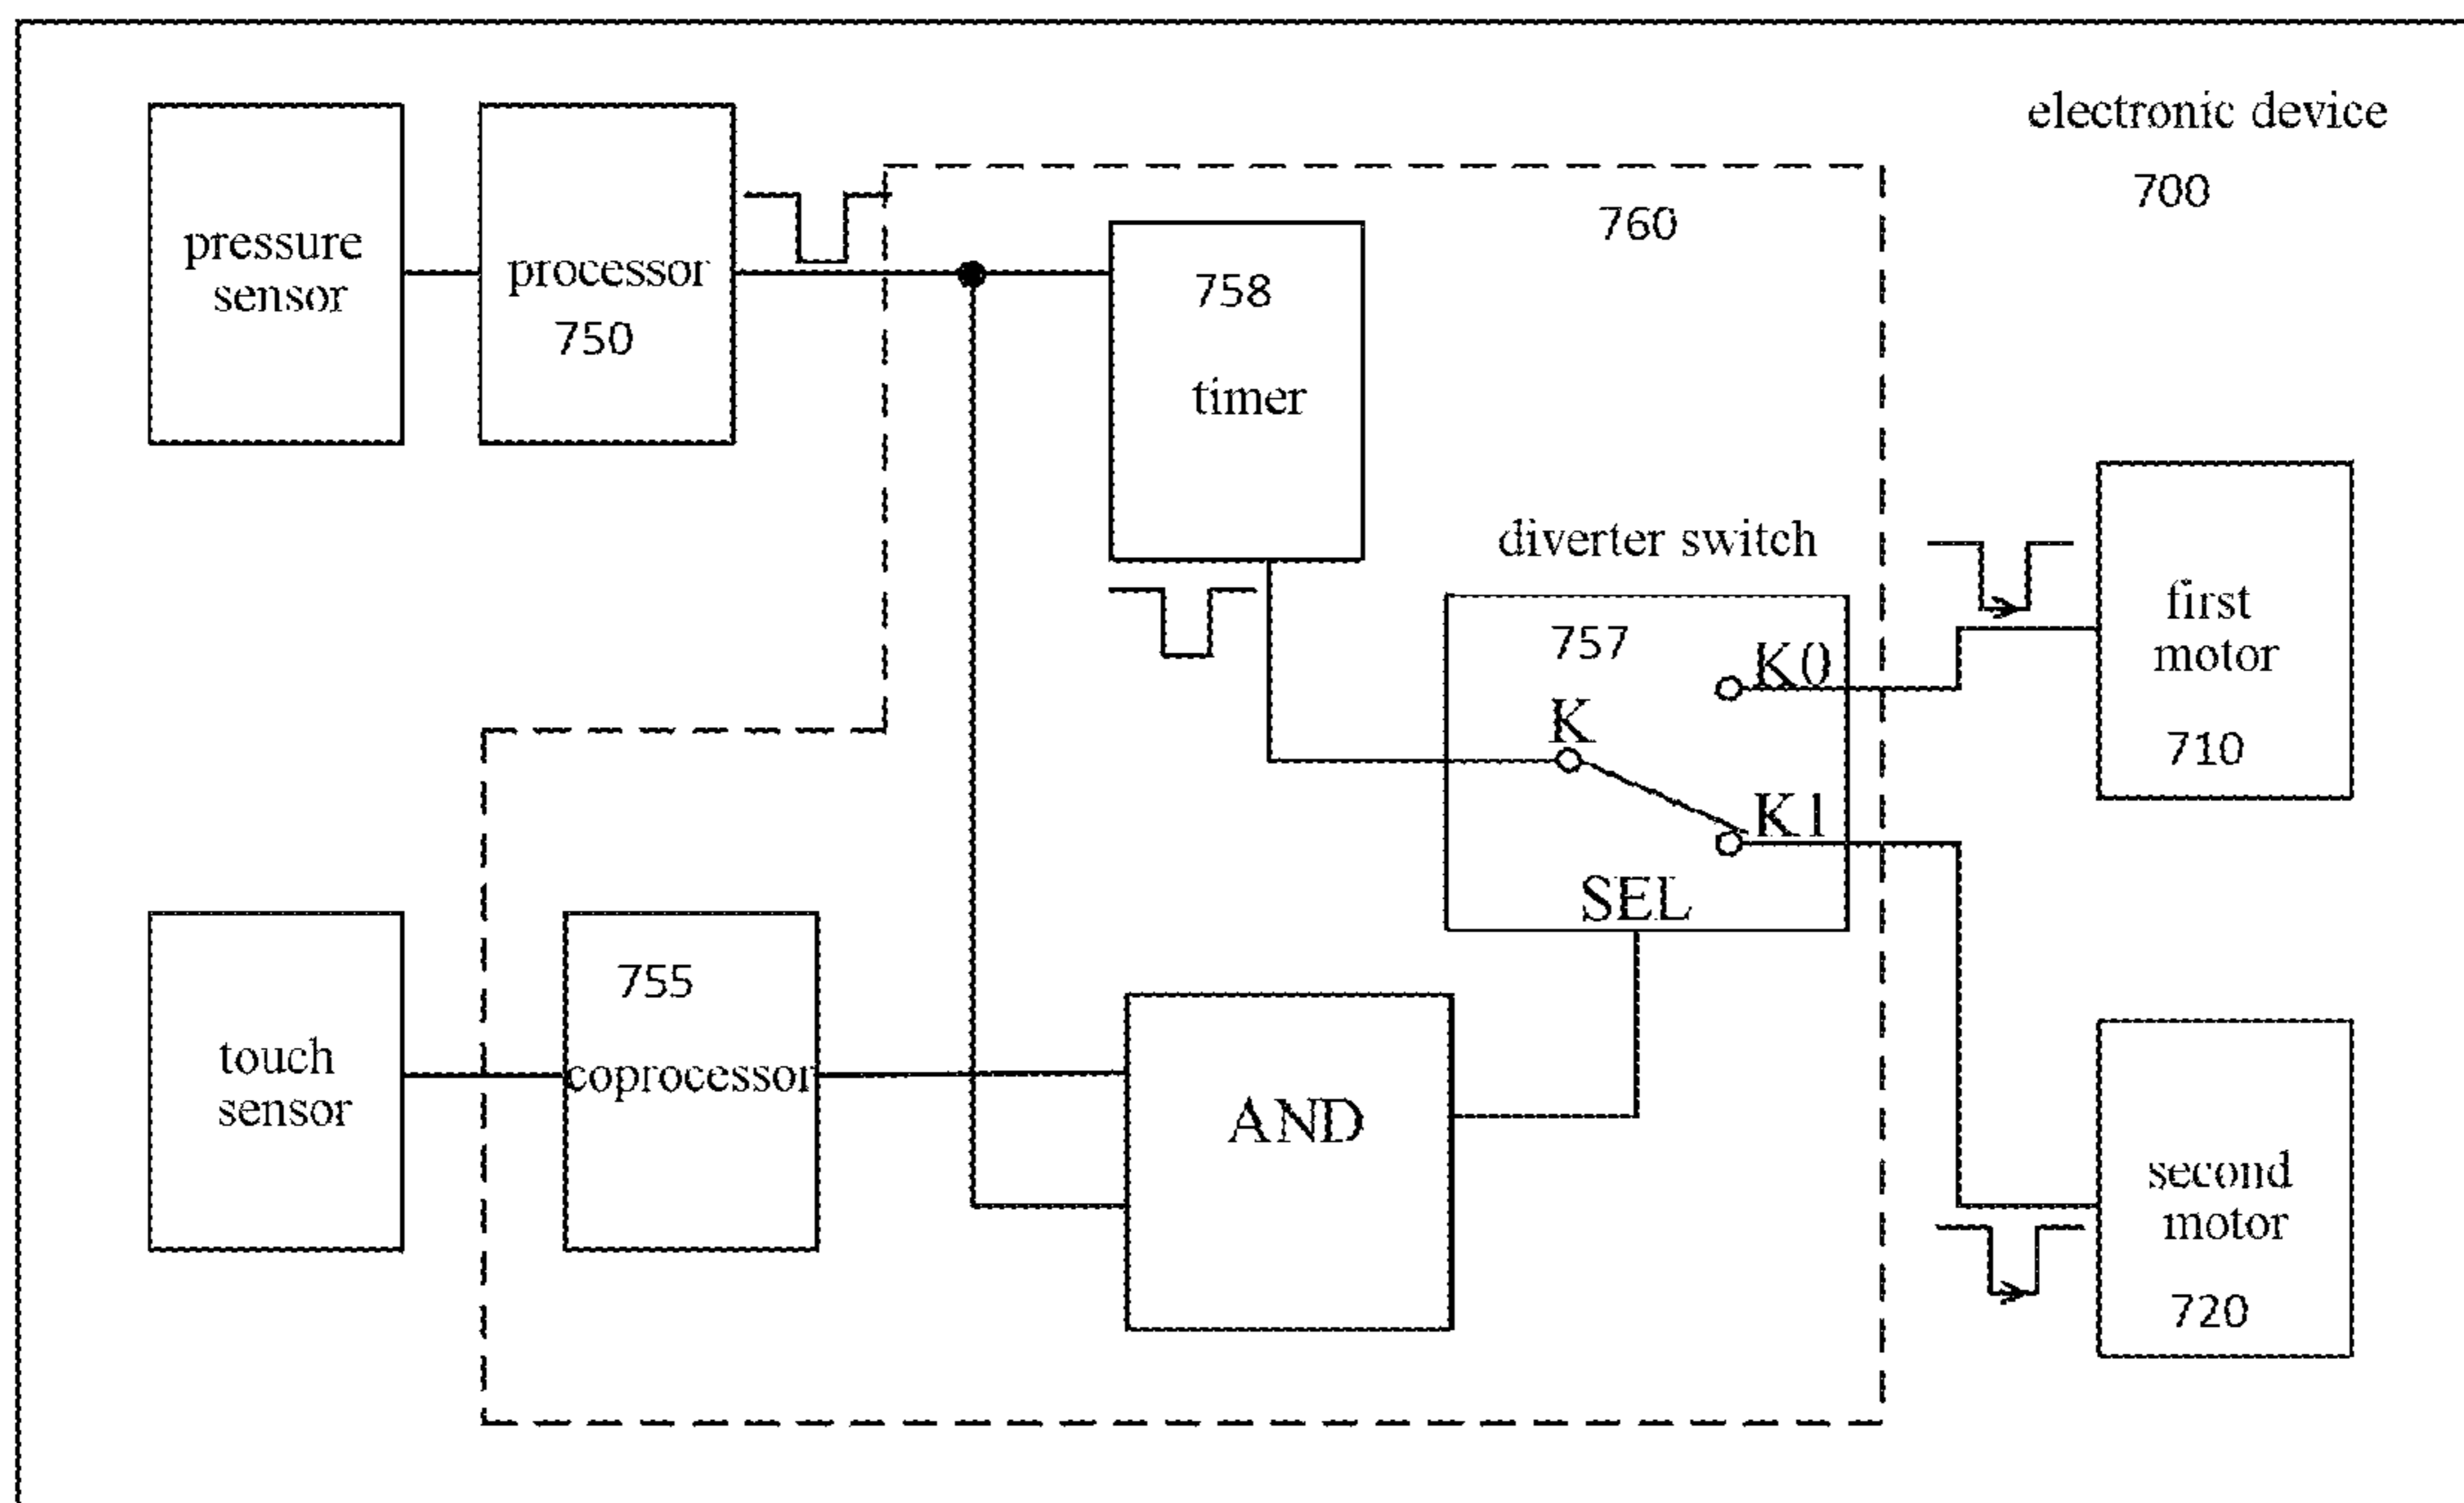 electronic device
700
pressure
sensor
processor
750
760
758
timer
diverter switch
757
K0
K
K1
SEL
first
motor
710
touch
sensor
755
coprocessor
AND
second
motor
720